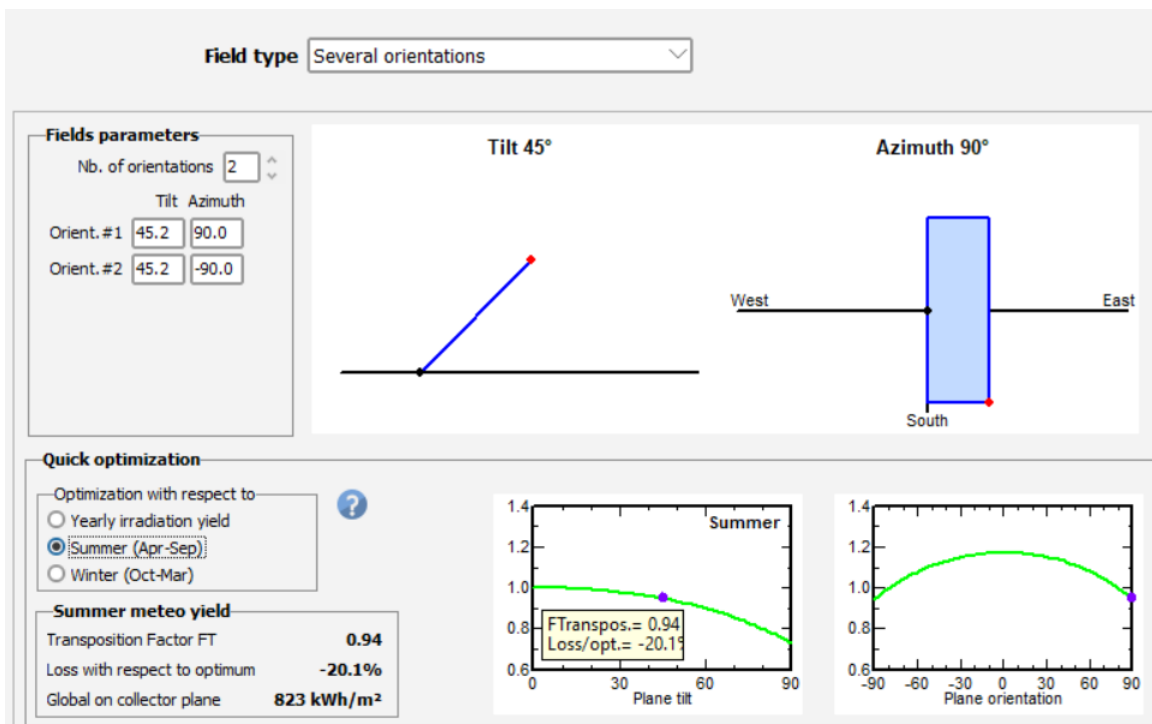 Field type Several orientations
Fields parameters
Nb. of orientations 2
Tilt Azimuth
Orient.#1 45.2 90.0
Orient.#2 45.2 -90.0
Tilt 45°
Azimuth 90°
West
East
South
Quick optimization
Optimization with respect to
Yearly irradiation yield
Summer (Apr-Sep)
Winter (Oct-Mar)
?
Summer meteo yield
Transposition Factor FT 0.94
Loss with respect to optimum -20.1%
Global on collector plane 823 kWh/m²
1.4
Summer
1.2
1.0
0.8
FTranspos.= 0.94
Loss/opt.= -20.1%
0.6
0 30 60 90
Plane tilt
1.4
1.2
1.0
0.8
0.6
-90 -60 -30 0 30 60 90
Plane orientation